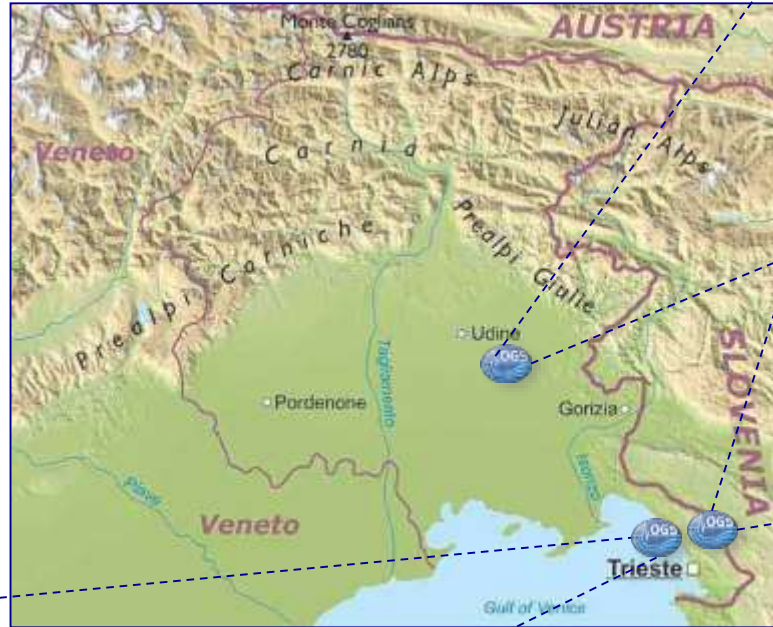 Monte Coglians
2780
AUSTRIA
Carnic Alps
Julian Alps
Veneto
Carnia
Prealpi Giulie
Prealpi Carniche
Udine
OGS
Tagliamento
SLOVENIA
Pordenone
Gorizia
Isonzo
Piave
Veneto
OGS
OGS
Trieste
Gulf of Venice